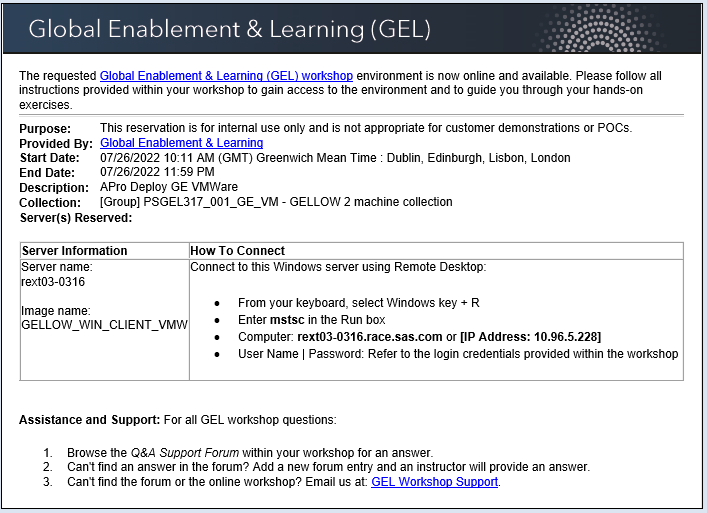 Global Enablement & Learning (GEL)
The requested Global Enablement & Learning (GEL) workshop environment is now online and available. Please follow all
instructions provided within your workshop to gain access to the environment and to guide you through your hands-on
exercises.
Purpose: This reservation is for internal use only and is not appropriate for customer demonstrations or POCs.
Provided By: Global Enablement & Learning
Start Date: 07/26/2022 10:11 AM (GMT) Greenwich Mean Time : Dublin, Edinburgh, Lisbon, London
End Date: 07/26/2022 11:59 PM
Description: APro Deploy GE VMWare
Collection: [Group] PSGEL317_001_GE_VM - GELLOW 2 machine collection
Server(s) Reserved:
Server Information
Server name:
rext03-0316
Image name:
GELLOW_WIN_CLIENT_VMW
How To Connect
Connect to this Windows server using Remote Desktop:
• From your keyboard, select Windows key + R
• Enter mstsc in the Run box
• Computer: rext03-0316.race.sas.com or [IP Address: 10.96.5.228]
• User Name | Password: Refer to the login credentials provided within the workshop
Assistance and Support: For all GEL workshop questions:
1. Browse the Q&A Support Forum within your workshop for an answer.
2. Can't find an answer in the forum? Add a new forum entry and an instructor will provide an answer.
3. Can't find the forum or the online workshop? Email us at: GEL Workshop Support.